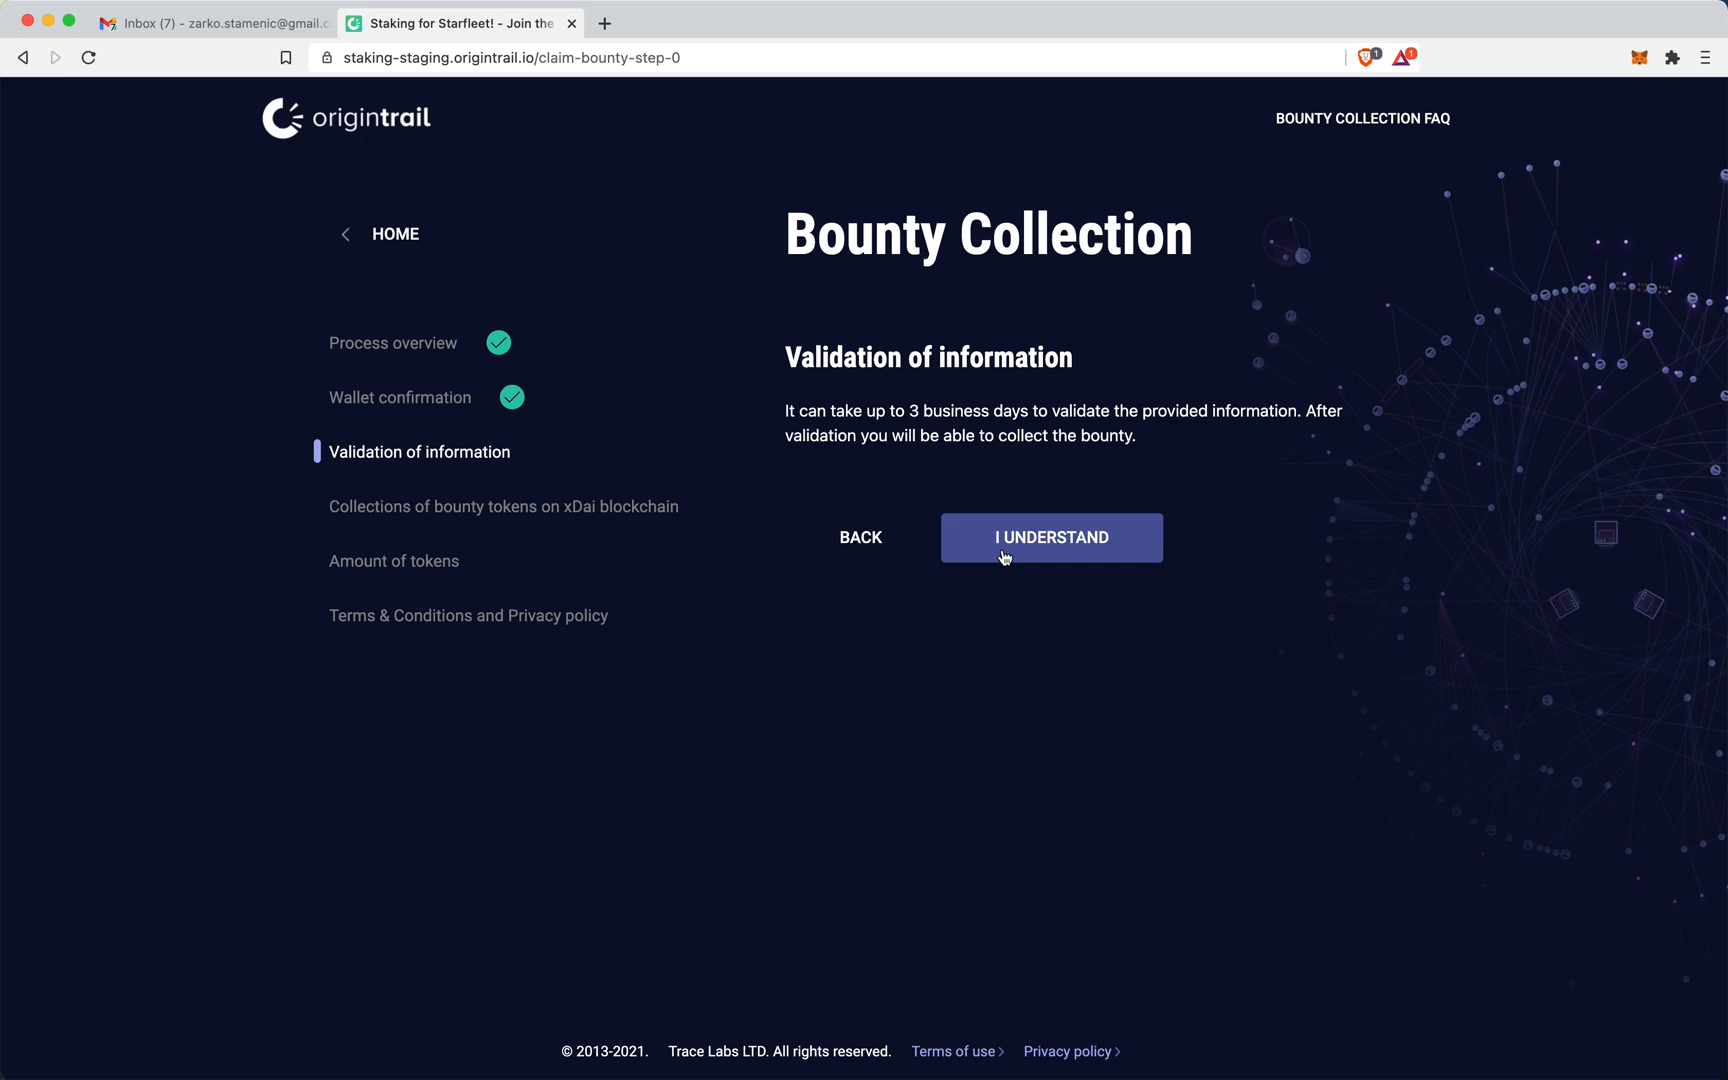 Inbox (7) - zarko.stamenic@gmail.c
Staking for Starfleet! - Join the
staking-staging.origintrail.io/claim-bounty-step-0
1
1
origintrail
BOUNTY COLLECTION FAQ
HOME
Bounty Collection
Process overview
Wallet confirmation
Validation of information
Collections of bounty tokens on xDai blockchain
Amount of tokens
Terms & Conditions and Privacy policy
Validation of information
It can take up to 3 business days to validate the provided information. After
validation you will be able to collect the bounty.
BACK
I UNDERSTAND
© 2013-2021. Trace Labs LTD. All rights reserved. Terms of use > Privacy policy >